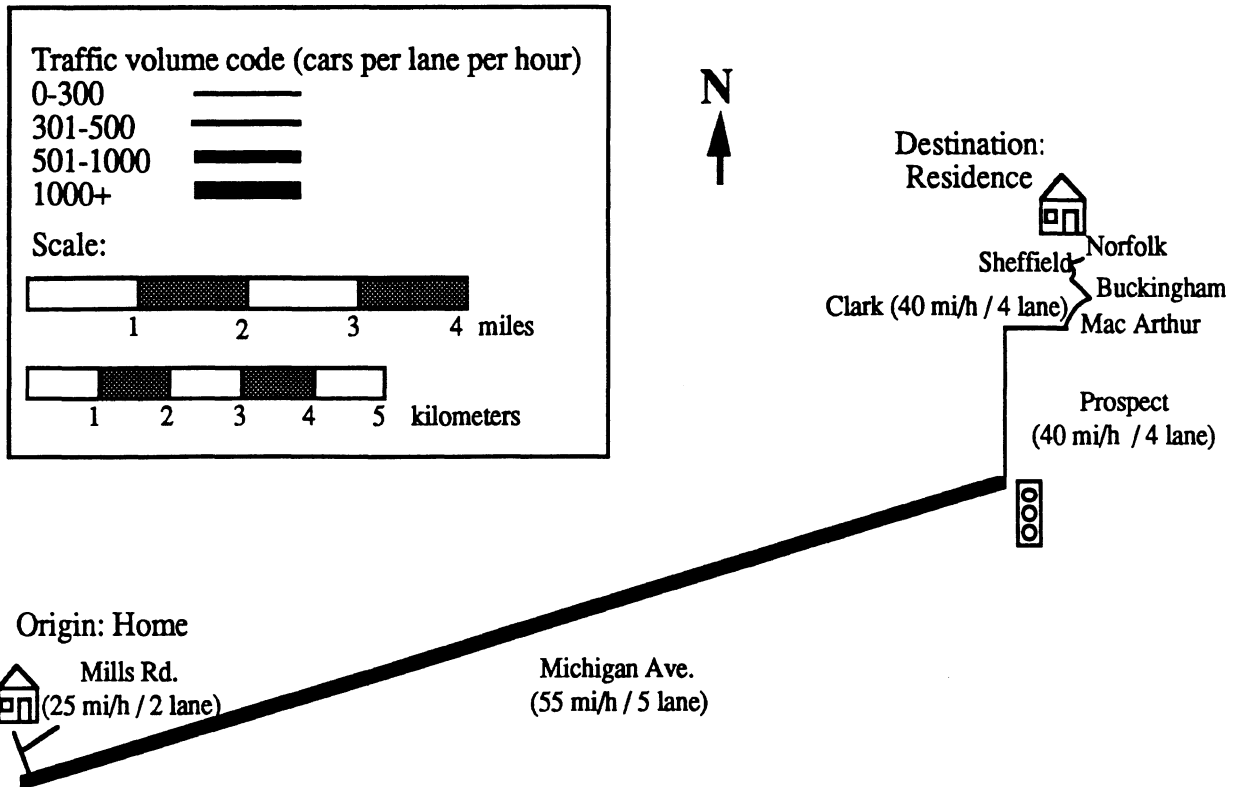 Traffic volume code (cars per lane per hour)
0-300
301-500
501-1000
1000+
Scale:
1 2 3 4 miles
1 2 3 4 5 kilometers
N
Destination:
Residence
Norfolk
Sheffield
Buckingham
Clark (40 mi/h / 4 lane)
Mac Arthur
Prospect
(40 mi/h / 4 lane)
Origin: Home
Mills Rd.
(25 mi/h / 2 lane)
Michigan Ave.
(55 mi/h / 5 lane)